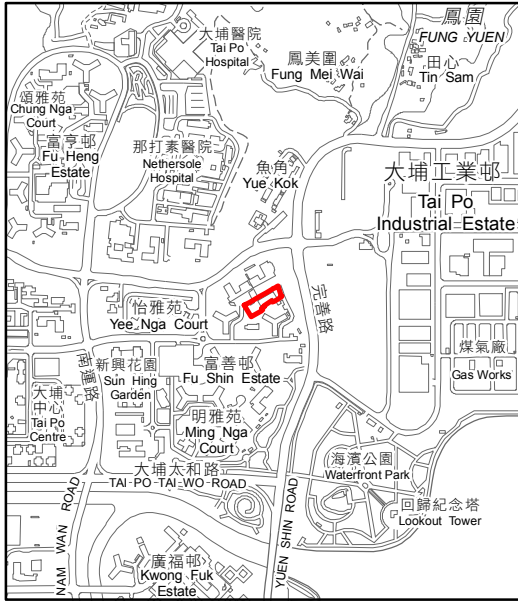 鳳園
FUNG YUEN
大埔醫院
Tai Po
Hospital
鳳美圍
Fung Mei Wai
田心
Tin Sam
頌雅苑
Chung Nga
Court
富亨邨
Fu Heng
Estate
那打素醫院
Nethersole
Hospital
魚角
Yue Kok
大埔工業邨
Tai Po
Industrial Estate
怡雅苑
Yee Nga Court
完善路
南運路
新興花園
Sun Hing
Garden
富善邨
Fu Shin Estate
煤氣廠
Gas Works
大埔
中心
Tai Po
Centre
明雅苑
Ming Nga
Court
大埔太和路
TAI PO TAI WO ROAD
海濱公園
Waterfront Park
回歸紀念塔
Lookout Tower
NAM WAN ROAD
YUEN SHIN ROAD
廣福邨
Kwong Fuk
Estate